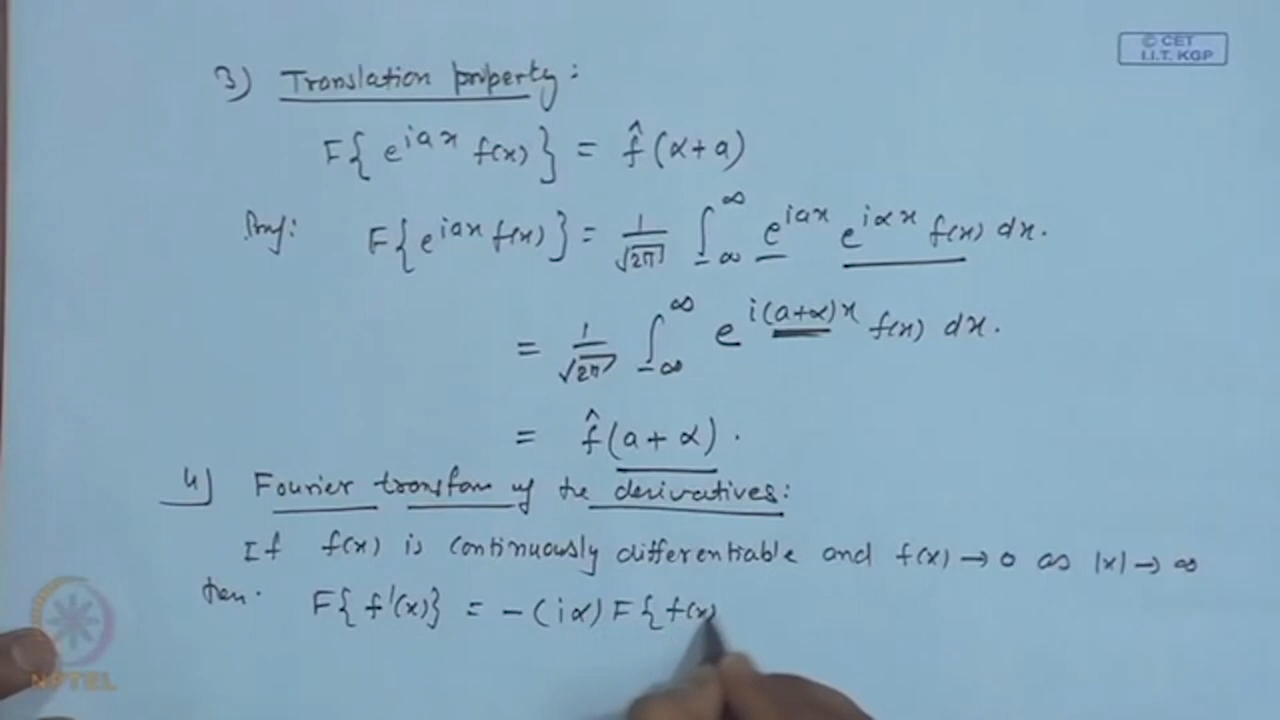 © CET
I.I.T. KGP
3) Translation property:
F{e^{iax} f(x)} = f̂(α+a)
Proof: F{e^{iax} f(x)} = 1/√2π ∫_{-∞}^{∞} e^{iax} e^{iαx} f(x) dx.
= 1/√2π ∫_{-∞}^{∞} e^{i(a+α)x} f(x) dx.
= f̂(a+α).
4) Fourier transform of the derivatives:
If f(x) is continuously differentiable and f(x) → 0 as |x| → ∞
then. F{f'(x)} = -(iα) F{f(x)
NPTEL